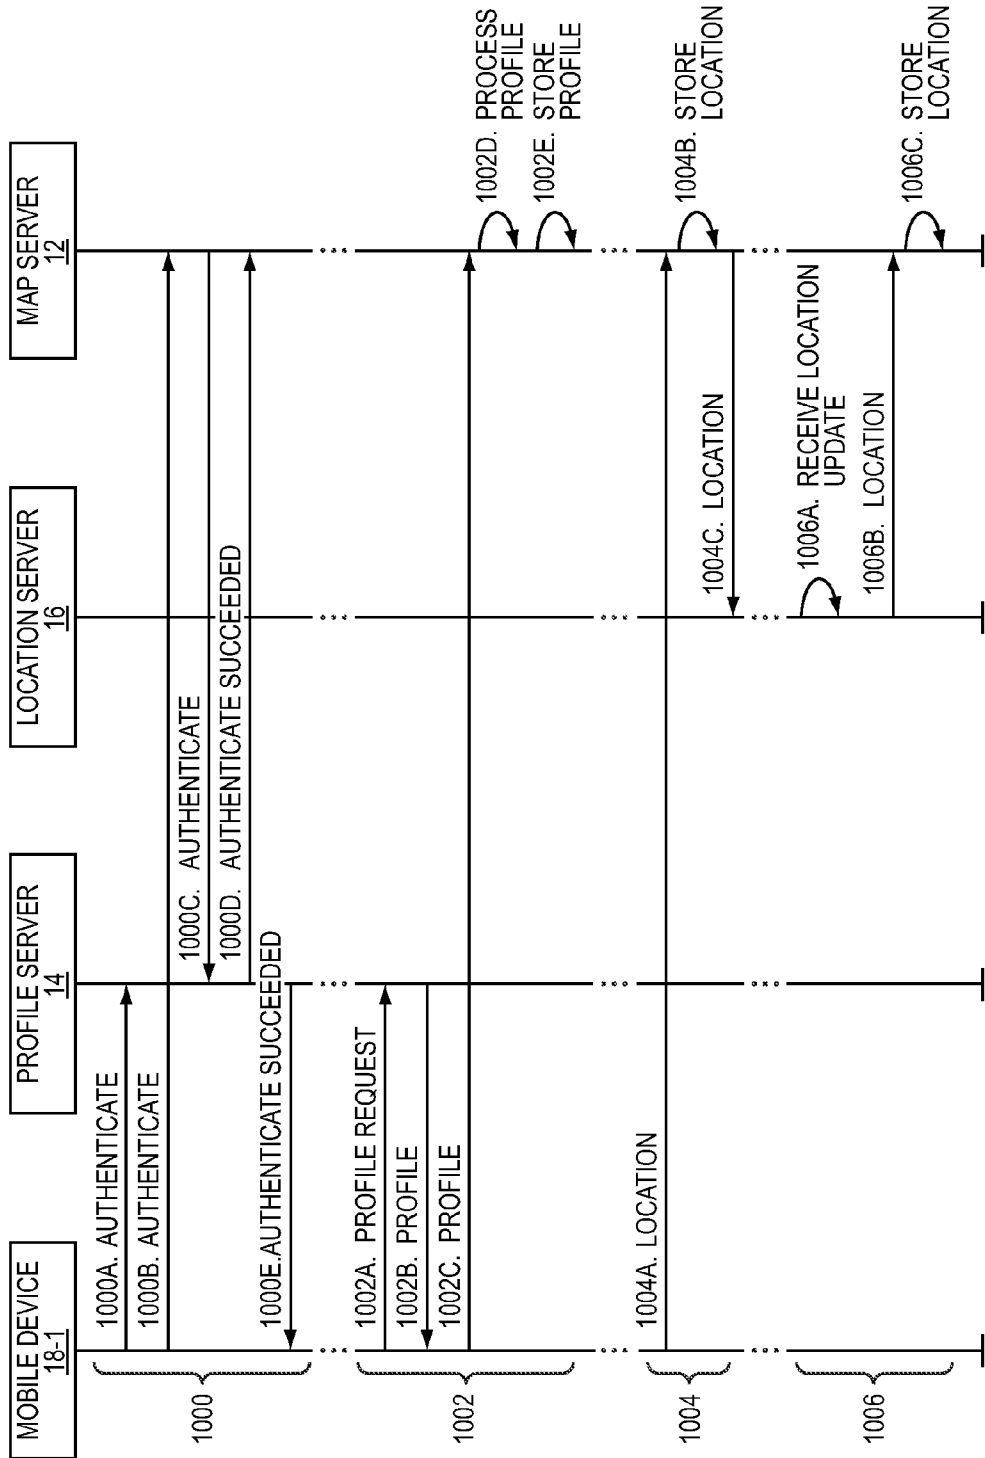 MOBILE DEVICE
18-1
PROFILE SERVER
14
LOCATION SERVER
16
MAP SERVER
12
1000
1000A. AUTHENTICATE
1000B. AUTHENTICATE
1000C. AUTHENTICATE
1000D. AUTHENTICATE SUCCEEDED
1000E.AUTHENTICATE SUCCEEDED
1002
1002A. PROFILE REQUEST
1002B. PROFILE
1002C. PROFILE
1002D. PROCESS
PROFILE
1002E. STORE
PROFILE
1004
1004A. LOCATION
1004B. STORE
LOCATION
1004C. LOCATION
1006
1006A. RECEIVE LOCATION
UPDATE
1006B. LOCATION
1006C. STORE
LOCATION